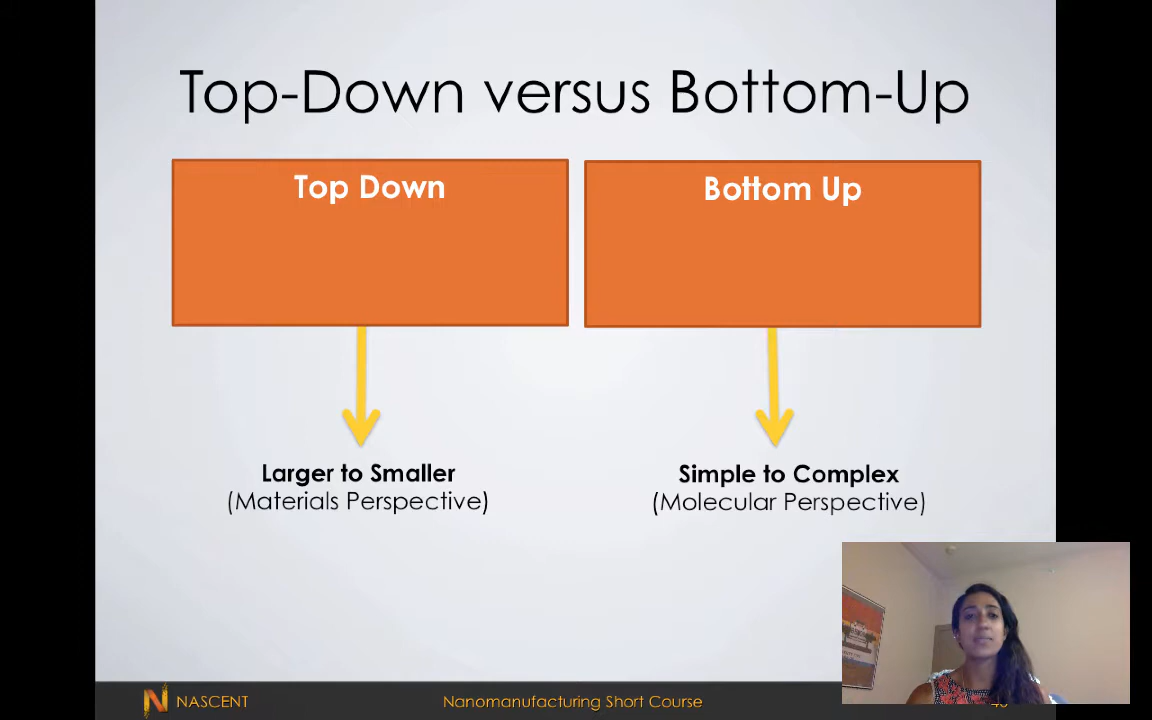 Top-Down versus Bottom-Up
Top Down
Bottom Up
Larger to Smaller
(Materials Perspective)
Simple to Complex
(Molecular Perspective)
NASCENT
Nanomanufacturing Short Course